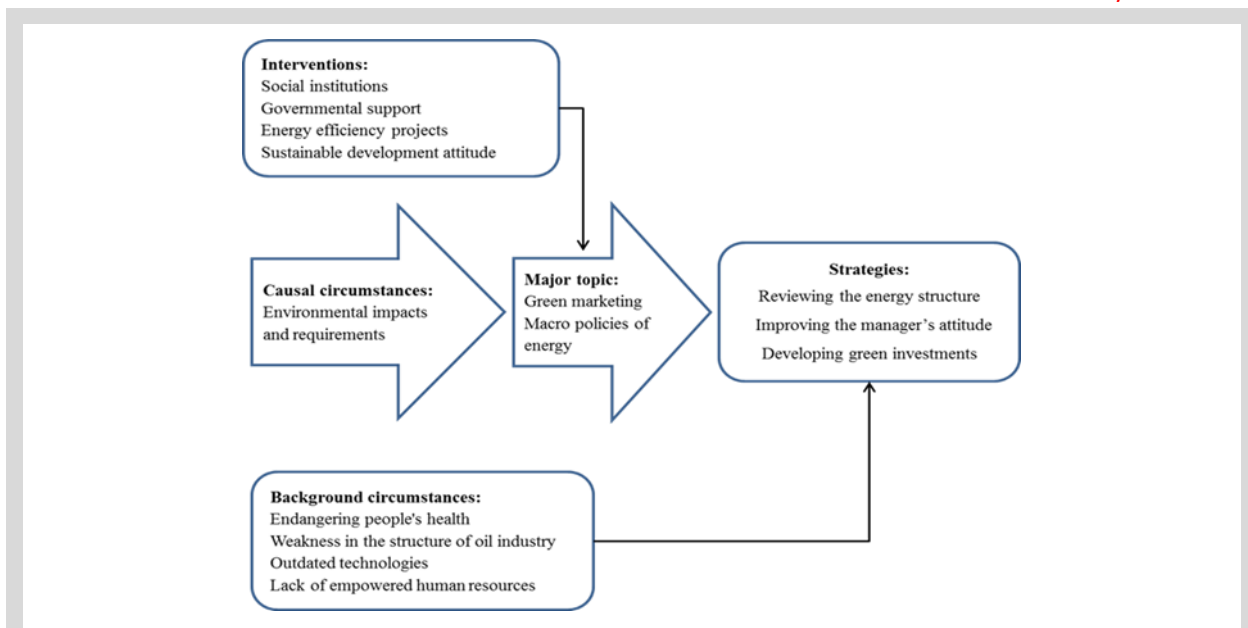 Interventions:
Social institutions
Governmental support
Energy efficiency projects
Sustainable development attitude
Causal circumstances:
Environmental impacts
and requirements
Major topic:
Green marketing
Macro policies of
energy
Strategies:
Reviewing the energy structure
Improving the manager’s attitude
Developing green investments
Background circumstances:
Endangering people's health
Weakness in the structure of oil industry
Outdated technologies
Lack of empowered human resources